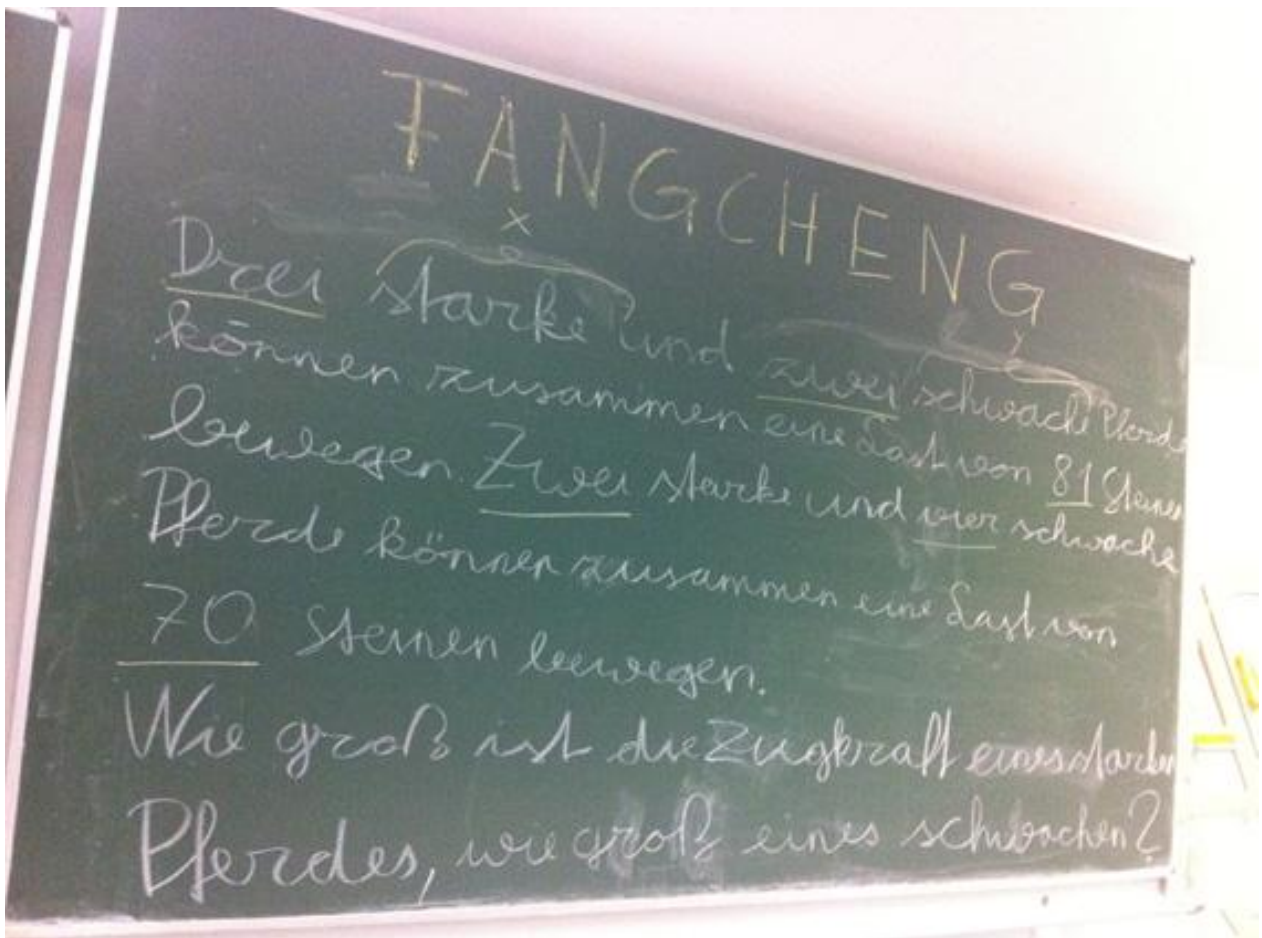 FANGCHENG
x
y
Drei starke und zwei schwache Pferde
können zusammen eine Last von 81 Steinen
bewegen. Zwei starke und vier schwache
Pferde können zusammen eine Last von
70 Steinen bewegen.
Wie groß ist die Zugkraft eines starken
Pferdes, wie groß eines schwachen?